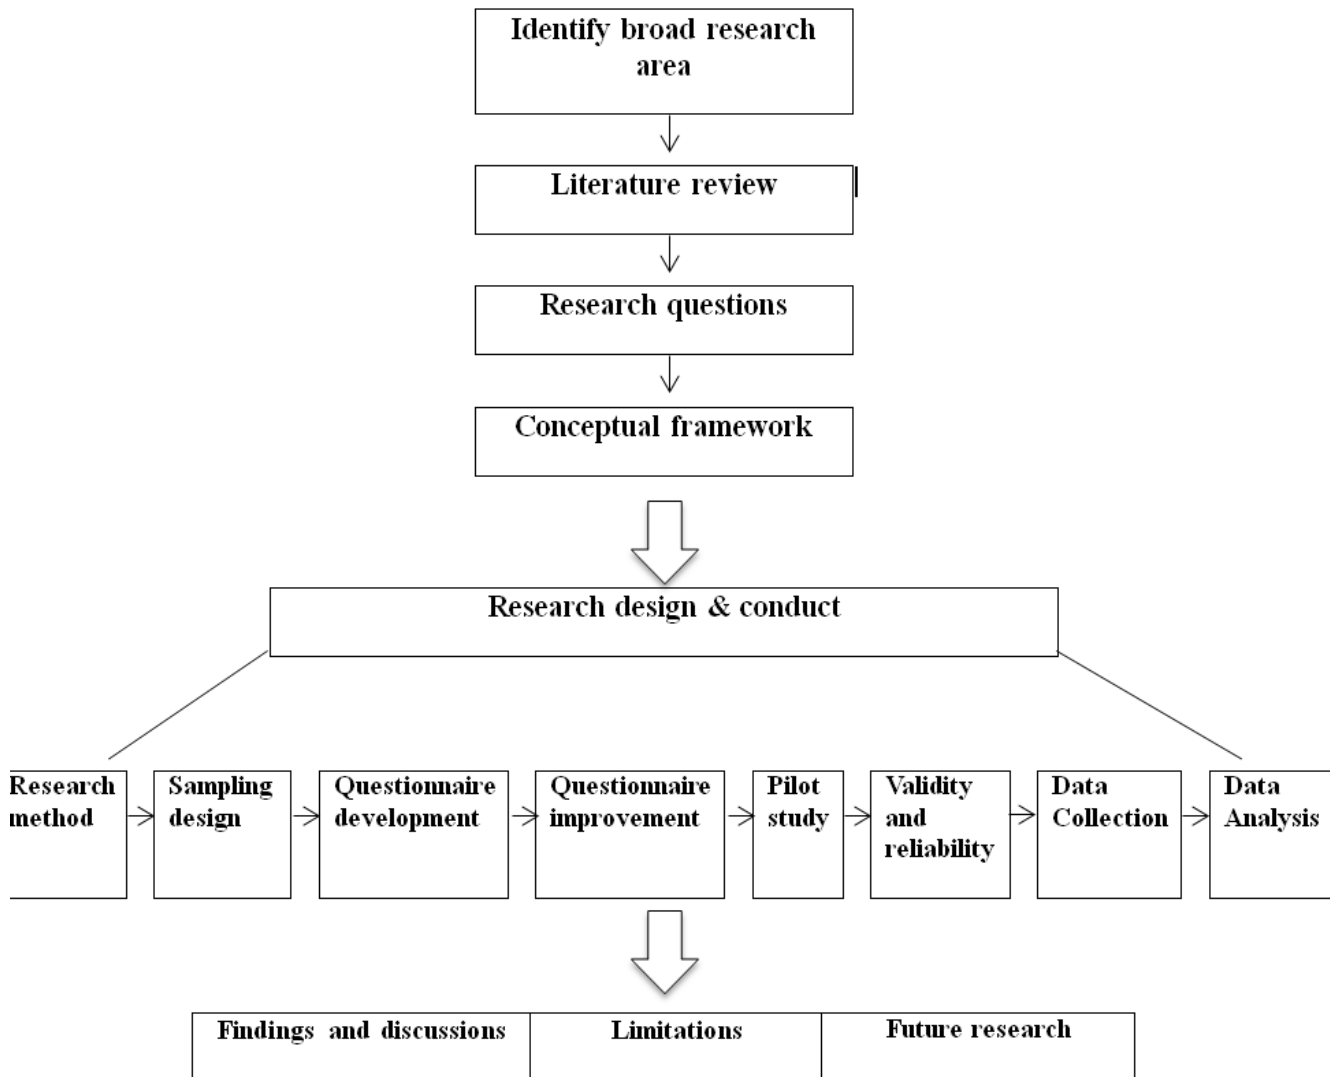 Identify broad research
area
Literature review
Research questions
Conceptual framework
Research design & conduct
Research
method
Sampling
design
Questionnaire
development
Questionnaire
improvement
Pilot
study
Validity
and
reliability
Data
Collection
Data
Analysis
Findings and discussions
Limitations
Future research